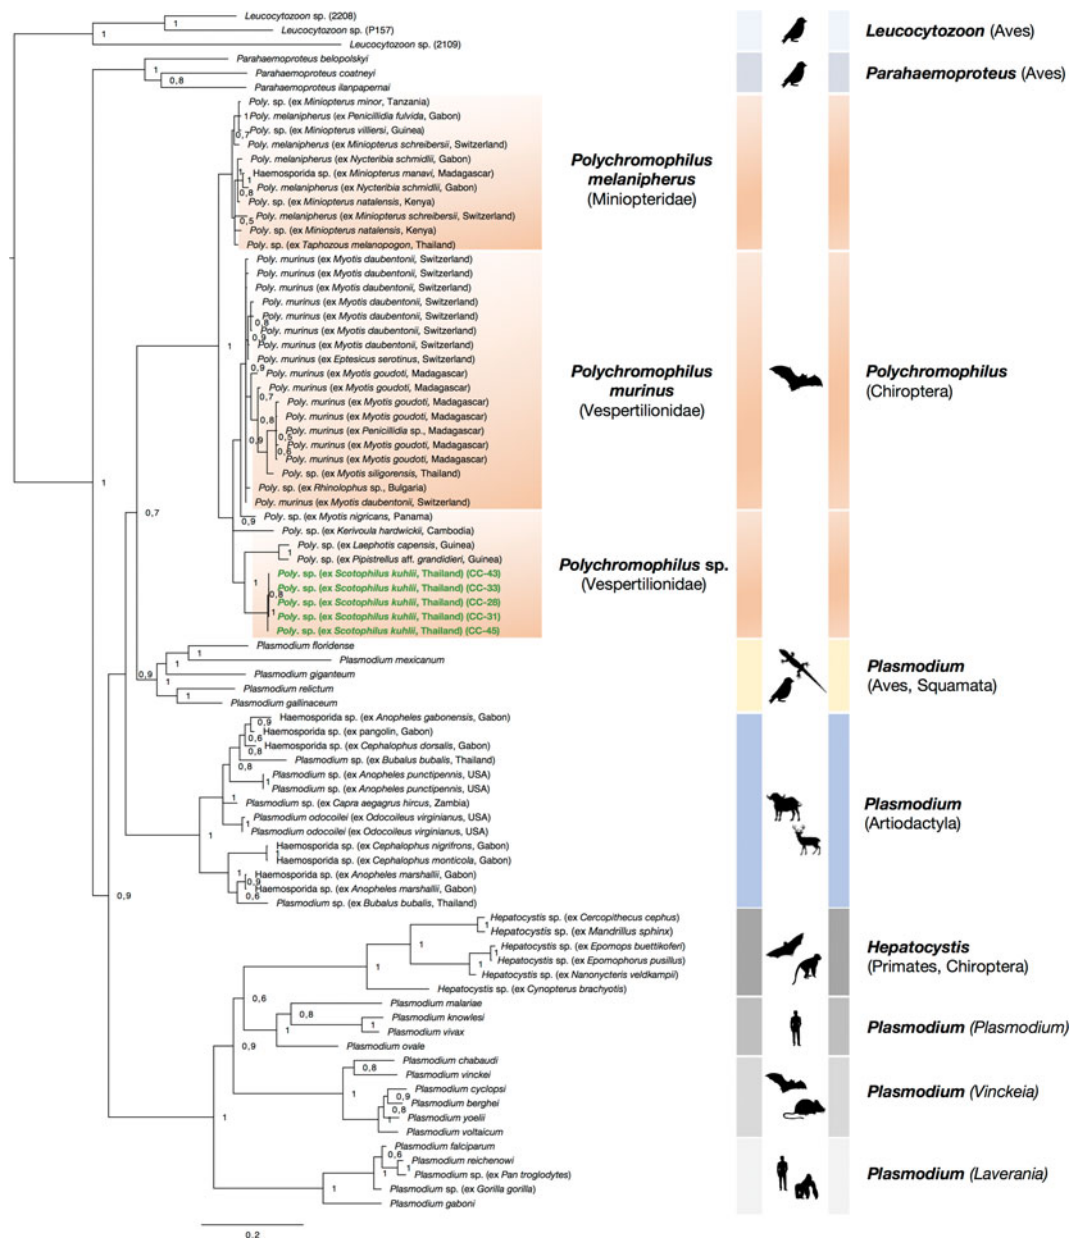 Leucocytozoon sp. (2208)
Leucocytozoon sp. (P157)
Leucocytozoon sp. (2109)
Parahaemoproteus belopolskyi
Parahaemoproteus coatneyi
Parahaemoproteus ilanpapernai
Poly. sp. (ex Miniopterus minor, Tanzania)
Poly. melanipherus (ex Penicillidia fulvida, Gabon)
Poly. sp. (ex Miniopterus villiersi, Guinea)
Poly. melanipherus (ex Miniopterus schreibersii, Switzerland)
Poly. melanipherus (ex Nycteribia schmidlii, Gabon)
Haemosporida sp. (ex Miniopterus manavi, Madagascar)
Poly. melanipherus (ex Nycteribia schmidlii, Gabon)
Poly. sp. (ex Miniopterus natalensis, Kenya)
Poly. melanipherus (ex Miniopterus schreibersii, Switzerland)
Poly. sp. (ex Miniopterus natalensis, Kenya)
Poly. sp. (ex Taphozous melanopogon, Thailand)
Poly. murinus (ex Myotis daubentonii, Switzerland)
Poly. murinus (ex Myotis daubentonii, Switzerland)
Poly. murinus (ex Myotis daubentonii, Switzerland)
Poly. murinus (ex Myotis daubentonii, Switzerland)
Poly. murinus (ex Myotis daubentonii, Switzerland)
Poly. murinus (ex Myotis daubentonii, Switzerland)
Poly. murinus (ex Myotis daubentonii, Switzerland)
Poly. murinus (ex Eptesicus serotinus, Switzerland)
Poly. murinus (ex Myotis goudoti, Madagascar)
Poly. murinus (ex Myotis goudoti, Madagascar)
Poly. murinus (ex Myotis goudoti, Madagascar)
Poly. murinus (ex Myotis goudoti, Madagascar)
Poly. murinus (ex Penicillidia sp., Madagascar)
Poly. murinus (ex Myotis goudoti, Madagascar)
Poly. murinus (ex Myotis goudoti, Madagascar)
Poly. sp. (ex Myotis siligorensis, Thailand)
Poly. sp. (ex Rhinolophus sp., Bulgaria)
Poly. murinus (ex Myotis daubentonii, Switzerland)
Poly. sp. (ex Myotis nigricans, Panama)
Poly. sp. (ex Kerivoula hardwickii, Cambodia)
Poly. sp. (ex Laephotis capensis, Guinea)
Poly. sp. (ex Pipistrellus aff. grandidieri, Guinea)
Poly. sp. (ex Scotophilus kuhlii, Thailand) (CC-43)
Poly. sp. (ex Scotophilus kuhlii, Thailand) (CC-33)
Poly. sp. (ex Scotophilus kuhlii, Thailand) (CC-28)
Poly. sp. (ex Scotophilus kuhlii, Thailand) (CC-31)
Poly. sp. (ex Scotophilus kuhlii, Thailand) (CC-45)
Plasmodium floridense
Plasmodium mexicanum
Plasmodium giganteum
Plasmodium relictum
Plasmodium gallinaceum
Haemosporida sp. (ex Anopheles gabonensis, Gabon)
Haemosporida sp. (ex pangolin, Gabon)
Haemosporida sp. (ex Cephalophus dorsalis, Gabon)
Plasmodium sp. (ex Bubalus bubalis, Thailand)
Plasmodium sp. (ex Anopheles punctipennis, USA)
Plasmodium sp. (ex Anopheles punctipennis, USA)
Plasmodium sp. (ex Capra aegagrus hircus, Zambia)
Plasmodium odocoilei (ex Odocoileus virginianus, USA)
Plasmodium odocoilei (ex Odocoileus virginianus, USA)
Haemosporida sp. (ex Cephalophus nigrifrons, Gabon)
Haemosporida sp. (ex Cephalophus monticola, Gabon)
Haemosporida sp. (ex Anopheles marshallii, Gabon)
Haemosporida sp. (ex Anopheles marshallii, Gabon)
Plasmodium sp. (ex Bubalus bubalis, Thailand)
Hepatocystis sp. (ex Cercopithecus cephus)
Hepatocystis sp. (ex Mandrillus sphinx)
Hepatocystis sp. (ex Epomops buettikoferi)
Hepatocystis sp. (ex Epomophorus pusillus)
Hepatocystis sp. (ex Nanonycteris veldkampii)
Hepatocystis sp. (ex Cynopterus brachyotis)
Plasmodium malariae
Plasmodium knowlesi
Plasmodium vivax
Plasmodium ovale
Plasmodium chabaudi
Plasmodium vinckei
Plasmodium cyclopsi
Plasmodium berghei
Plasmodium yoelii
Plasmodium voltaicum
Plasmodium falciparum
Plasmodium reichenowi
Plasmodium sp. (ex Pan troglodytes)
Plasmodium sp. (ex Gorilla gorilla)
Plasmodium gaboni
0,2
Polychromophilus
melanipherus
(Miniopteridae)
Polychromophilus
murinus
(Vespertilionidae)
Polychromophilus sp.
(Vespertilionidae)
Leucocytozoon (Aves)
Parahaemoproteus (Aves)
Polychromophilus
(Chiroptera)
Plasmodium
(Aves, Squamata)
Plasmodium
(Artiodactyla)
Hepatocystis
(Primates, Chiroptera)
Plasmodium (Plasmodium)
Plasmodium (Vinckeia)
Plasmodium (Laverania)